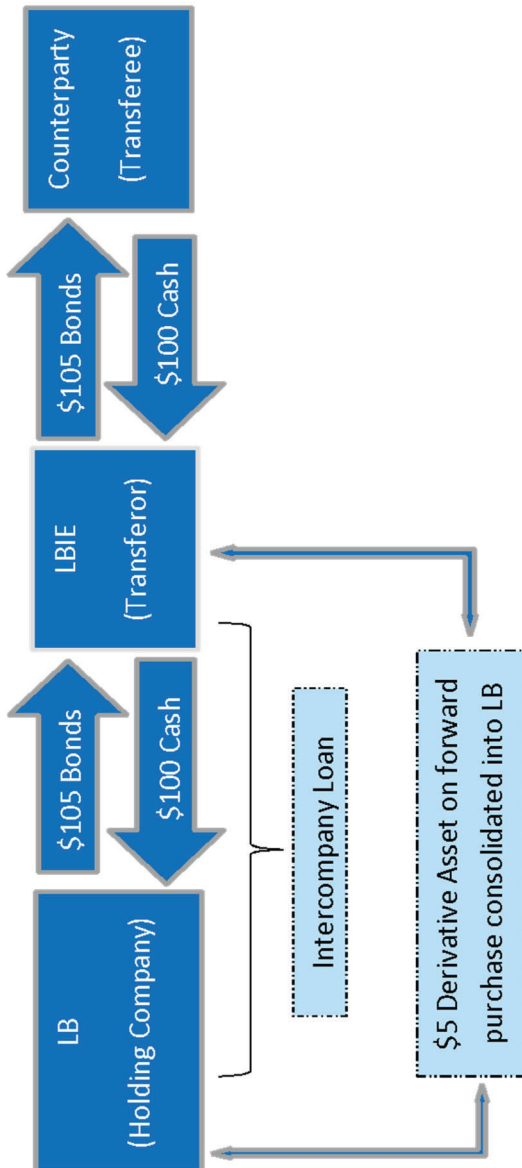 LB
(Holding Company)
$105 Bonds
$100 Cash
LBIE
(Transferor)
$105 Bonds
$100 Cash
Counterparty
(Transferee)
Intercompany Loan
$5 Derivative Asset on forward
purchase consolidated into LB